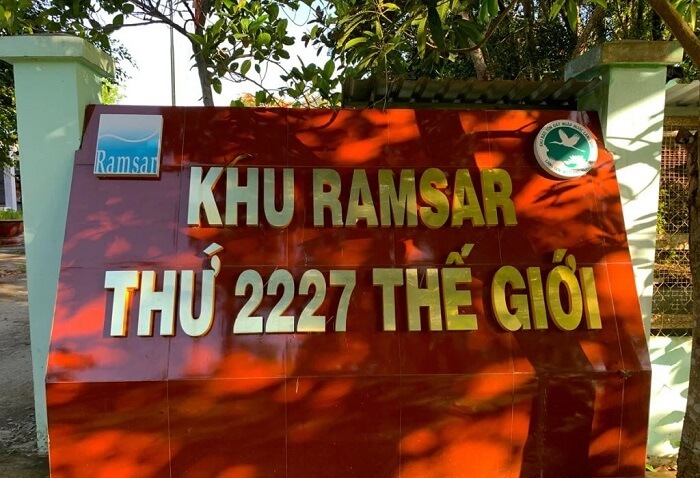 Ramsar
KHU RAMSAR
THỨ 2227 THẾ GIỚI